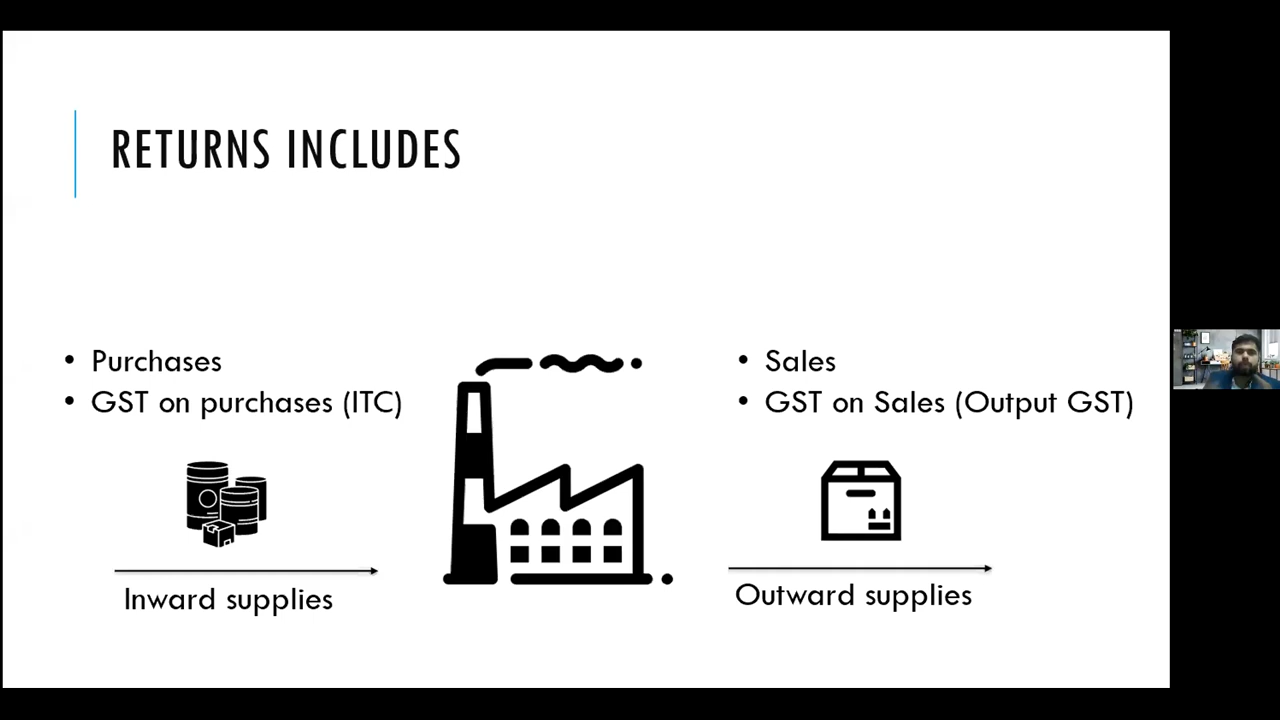 RETURNS INCLUDES
• Purchases
• GST on purchases (ITC)
Inward supplies
• Sales
• GST on Sales (Output GST)
Outward supplies